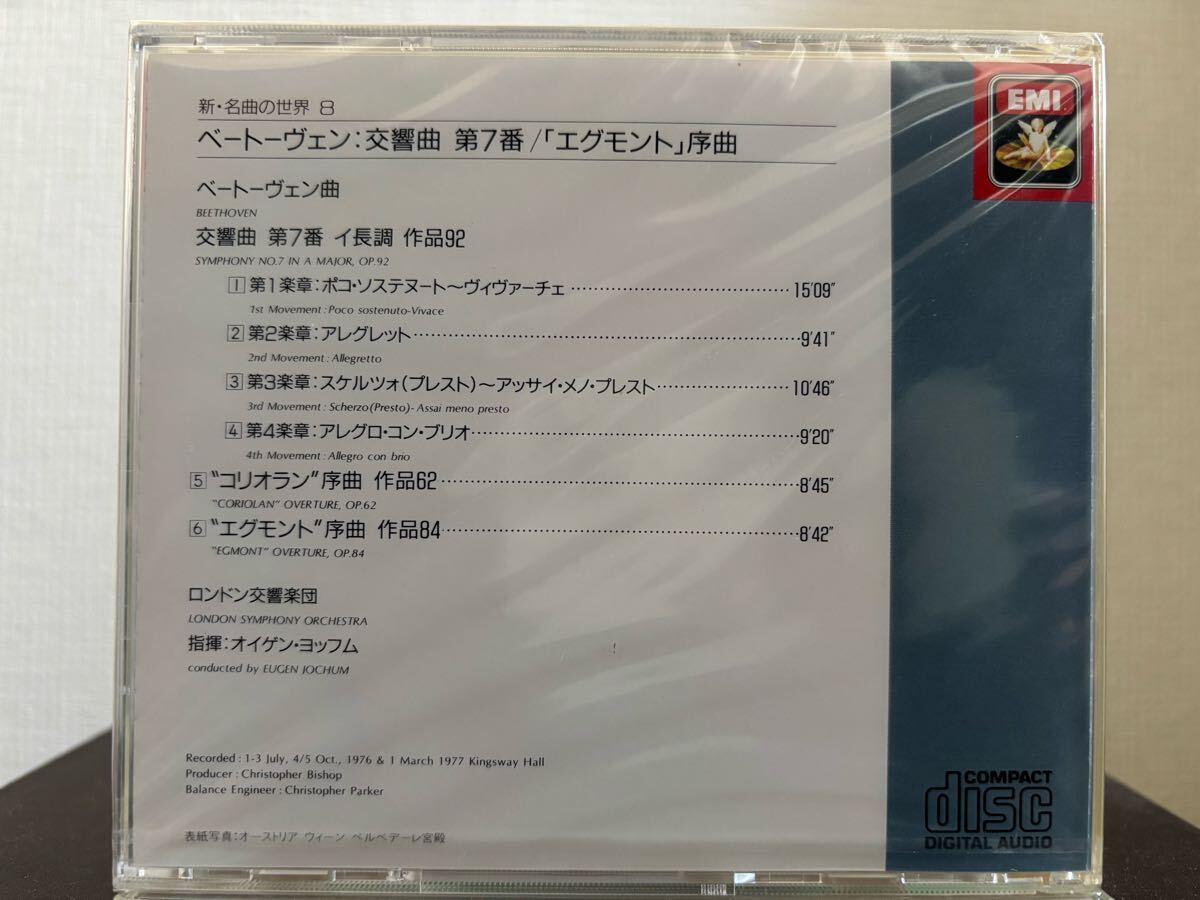 新・名曲の世界 8
ベートーヴェン:交響曲 第7番/「エグモント」序曲
EMI
ベートーヴェン曲
BEETHOVEN
交響曲 第7番 イ長調 作品92
SYMPHONY NO.7 IN A MAJOR, OP.92
1 第1楽章:ポコ・ソステヌート〜ヴィヴァーチェ 15'09"
1st Movement : Poco sostenuto-Vivace
2 第2楽章:アレグレット 9'41"
2nd Movement : Allegretto
3 第3楽章:スケルツォ(プレスト)〜アッサイ・メノ・プレスト 10'46"
3rd Movement : Scherzo(Presto)- Assai meno presto
4 第4楽章:アレグロ・コン・ブリオ 9'20"
4th Movement : Allegro con brio
5 "コリオラン"序曲 作品62 8'45"
"CORIOLAN" OVERTURE, OP.62
6 "エグモント"序曲 作品84 8'42"
"EGMONT" OVERTURE, OP.84
ロンドン交響楽団
LONDON SYMPHONY ORCHESTRA
指揮:オイゲン・ヨッフム
conducted by EUGEN JOCHUM
Recorded : 1-3 July, 4/5 Oct., 1976 & 1 March 1977 Kingsway Hall
Producer : Christopher Bishop
Balance Engineer : Christopher Parker
表紙写真:オーストリア ウィーン ベルベデーレ宮殿
COMPACT
disc
DIGITAL AUDIO